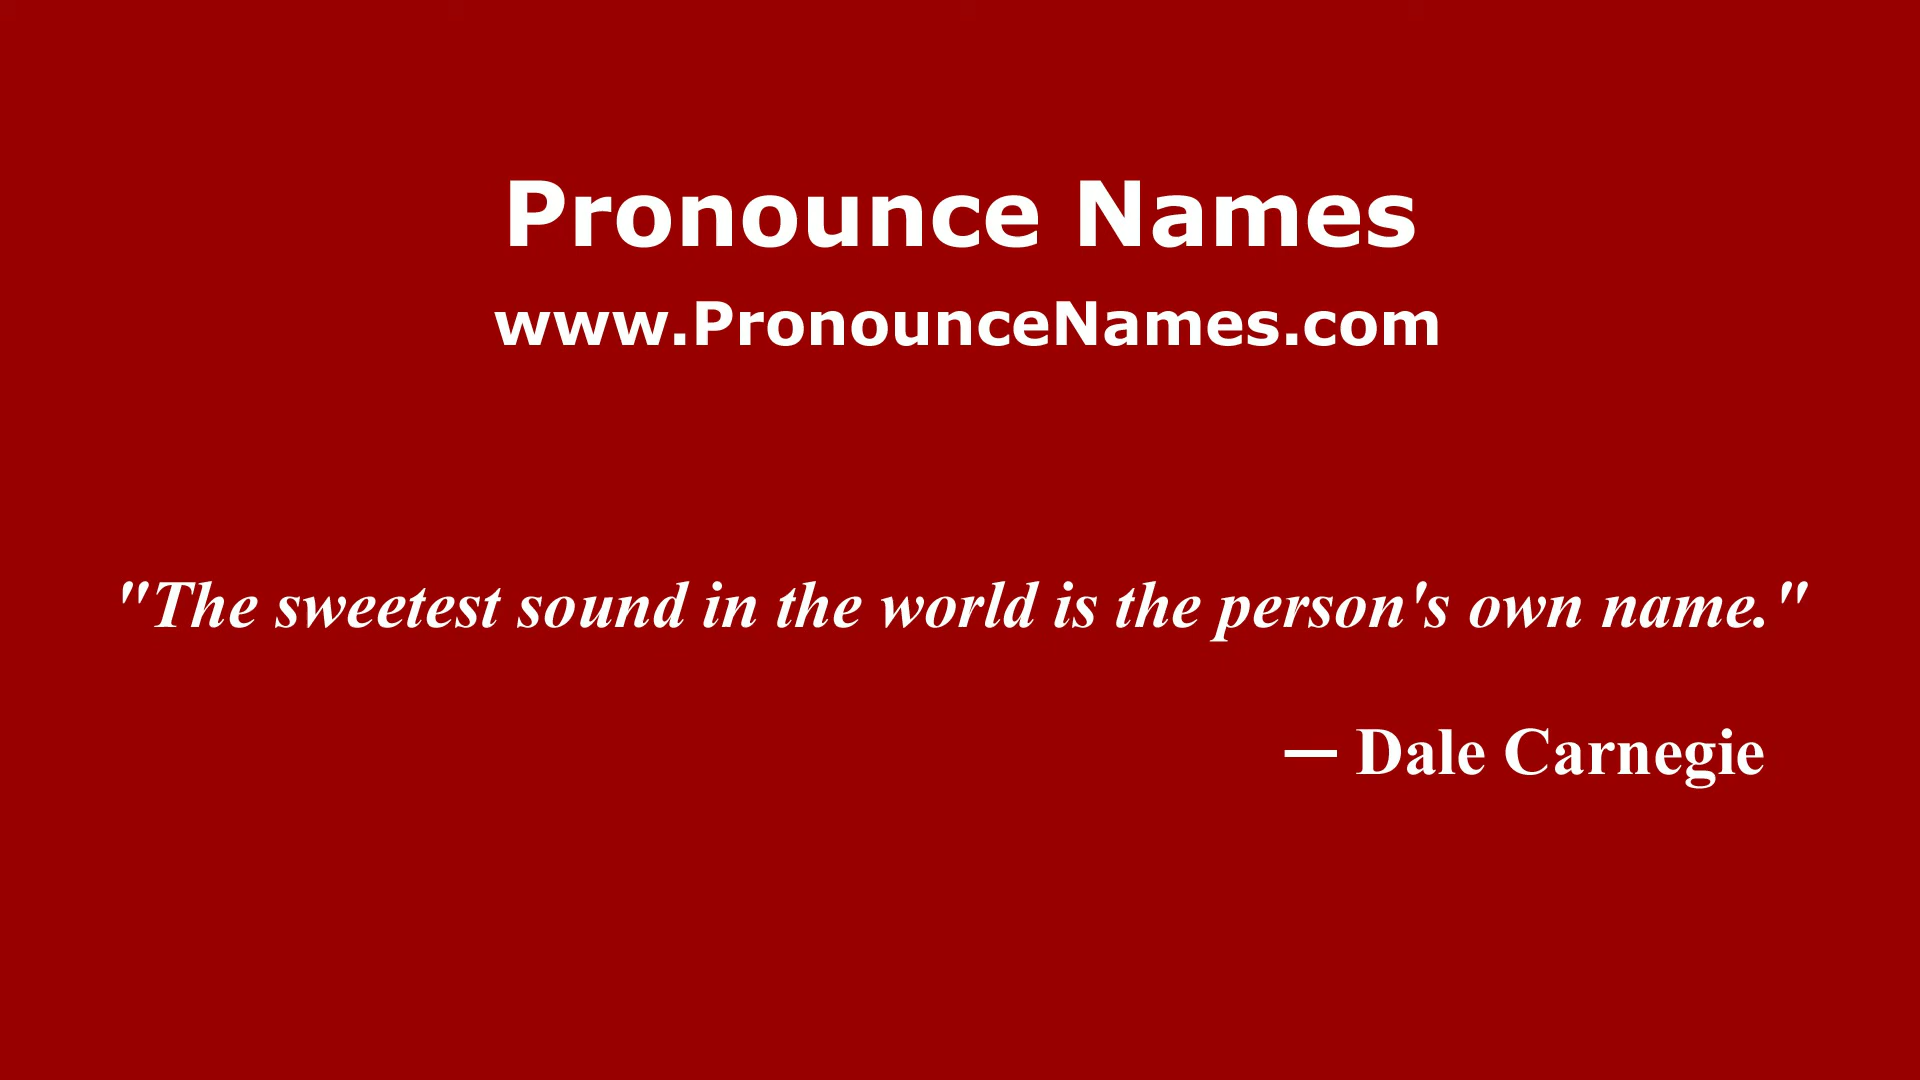 Pronounce Names
www.PronounceNames.com
"The sweetest sound in the world is the person's own name."
— Dale Carnegie